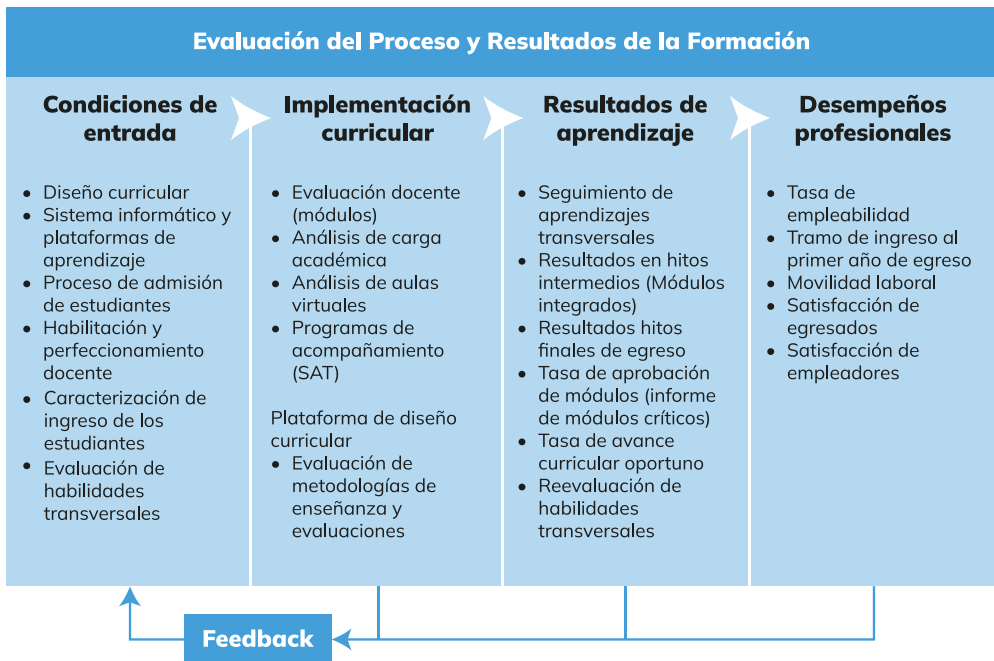 Evaluación del Proceso y Resultados de la Formación
Condiciones de
entrada
• Diseño curricular
• Sistema informático y
plataformas de
aprendizaje
• Proceso de admisión
de estudiantes
• Habilitación y
perfeccionamiento
docente
• Caracterización de
ingreso de los
estudiantes
• Evaluación de
habilidades
transversales
Implementación
curricular
• Evaluación docente
(módulos)
• Análisis de carga
académica
• Análisis de aulas
virtuales
• Programas de
acompañamiento
(SAT)
Plataforma de diseño
curricular
• Evaluación de
metodologías de
enseñanza y
evaluaciones
Resultados de
aprendizaje
• Seguimiento de
aprendizajes
transversales
• Resultados en hitos
intermedios (Módulos
integrados)
• Resultados hitos
finales de egreso
• Tasa de aprobación
de módulos (informe
de módulos críticos)
• Tasa de avance
curricular oportuno
• Reevaluación de
habilidades
transversales
Desempeños
profesionales
• Tasa de
empleabilidad
• Tramo de ingreso al
primer año de egreso
• Movilidad laboral
• Satisfacción de
egresados
• Satisfacción de
empleadores
Feedback